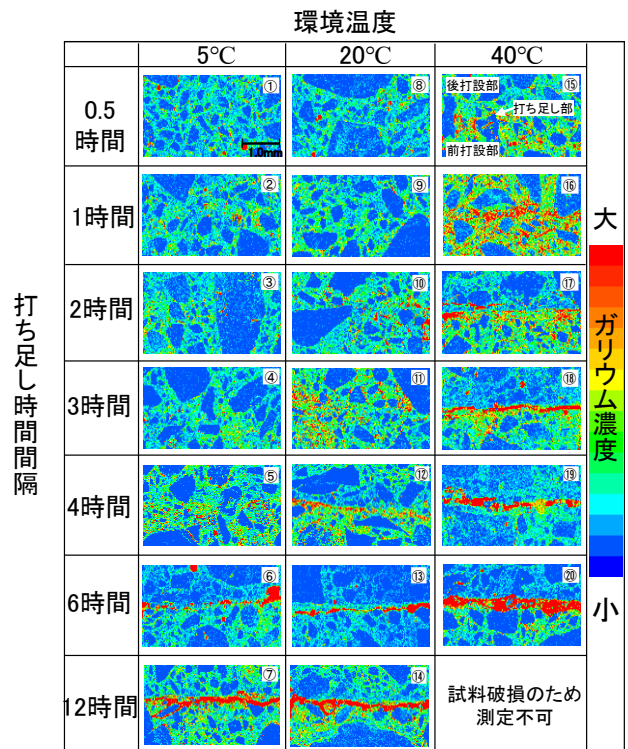 環境温度
5℃
20℃
40℃
打ち足し時間間隔
0.5
時間
①
1.0mm
⑧
⑮
後打設部
打ち足し部
前打設部
1時間
②
⑨
⑯
2時間
③
⑩
⑰
3時間
④
⑪
⑱
4時間
⑤
⑫
⑲
6時間
⑥
⑬
⑳
12時間
⑦
⑭
試料破損のため
測定不可
大
ガリウム濃度
小